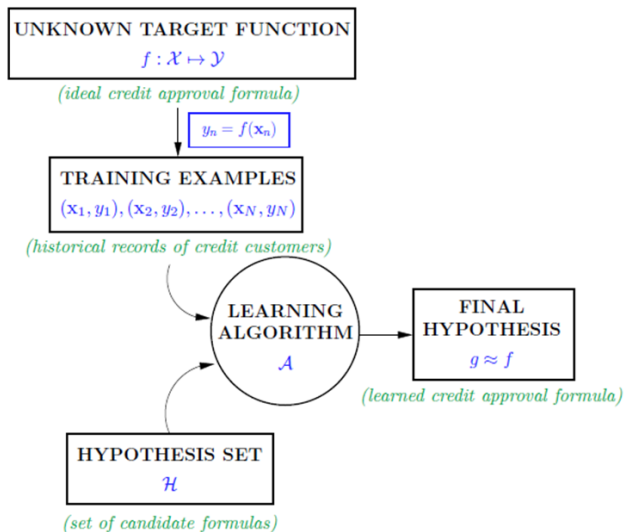 UNKNOWN TARGET FUNCTION
f : 𝒳 ↦ 𝒴
(ideal credit approval formula)
yₙ = f(xₙ)
TRAINING EXAMPLES
(x₁, y₁), (x₂, y₂), . . . , (x_N, y_N)
(historical records of credit customers)
LEARNING
ALGORITHM
𝒜
FINAL
HYPOTHESIS
g ≈ f
(learned credit approval formula)
HYPOTHESIS SET
ℋ
(set of candidate formulas)